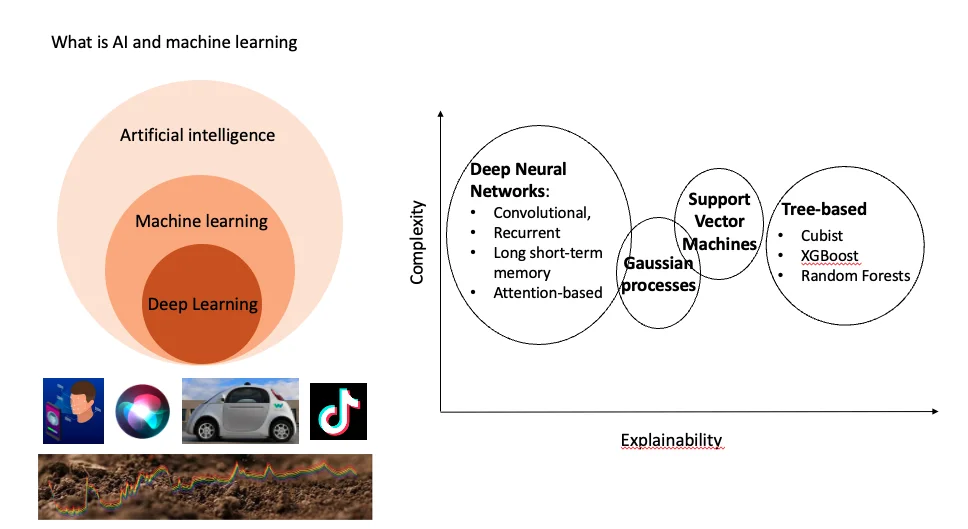 What is AI and machine learning
Artificial intelligence
Machine learning
Deep Learning
Complexity
Deep Neural
Networks:
• Convolutional,
• Recurrent
• Long short-term
memory
• Attention-based
Gaussian
processes
Support
Vector
Machines
Tree-based
• Cubist
• XGBoost
• Random Forests
Explainability